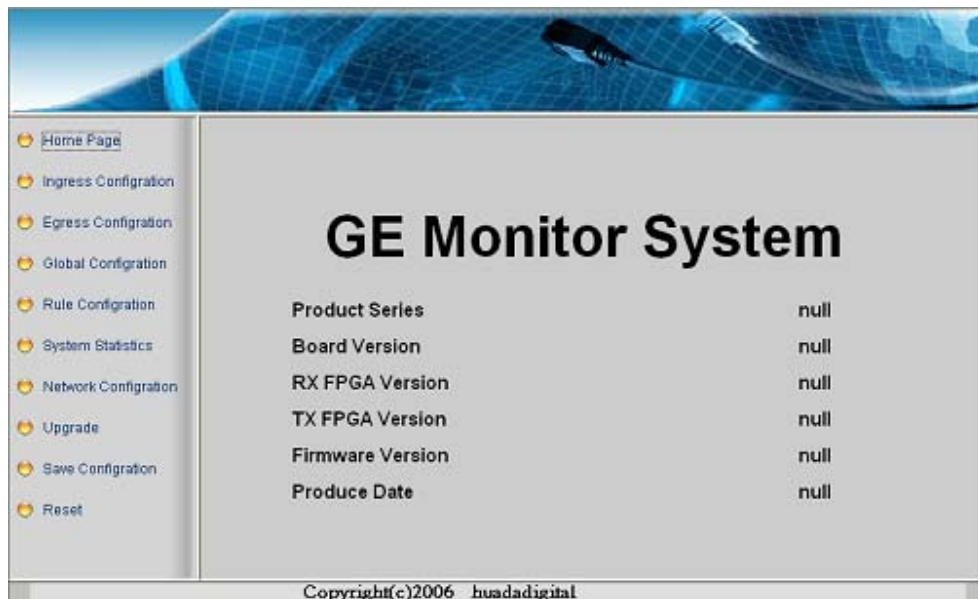 Home Page
Ingress Configration
Egress Configration
Global Configration
Rule Configration
System Statistics
Network Configration
Upgrade
Save Configration
Reset
GE Monitor System
Product Series null
Board Version null
RX FPGA Version null
TX FPGA Version null
Firmware Version null
Produce Date null
Copyright(c)2006 huadadigital